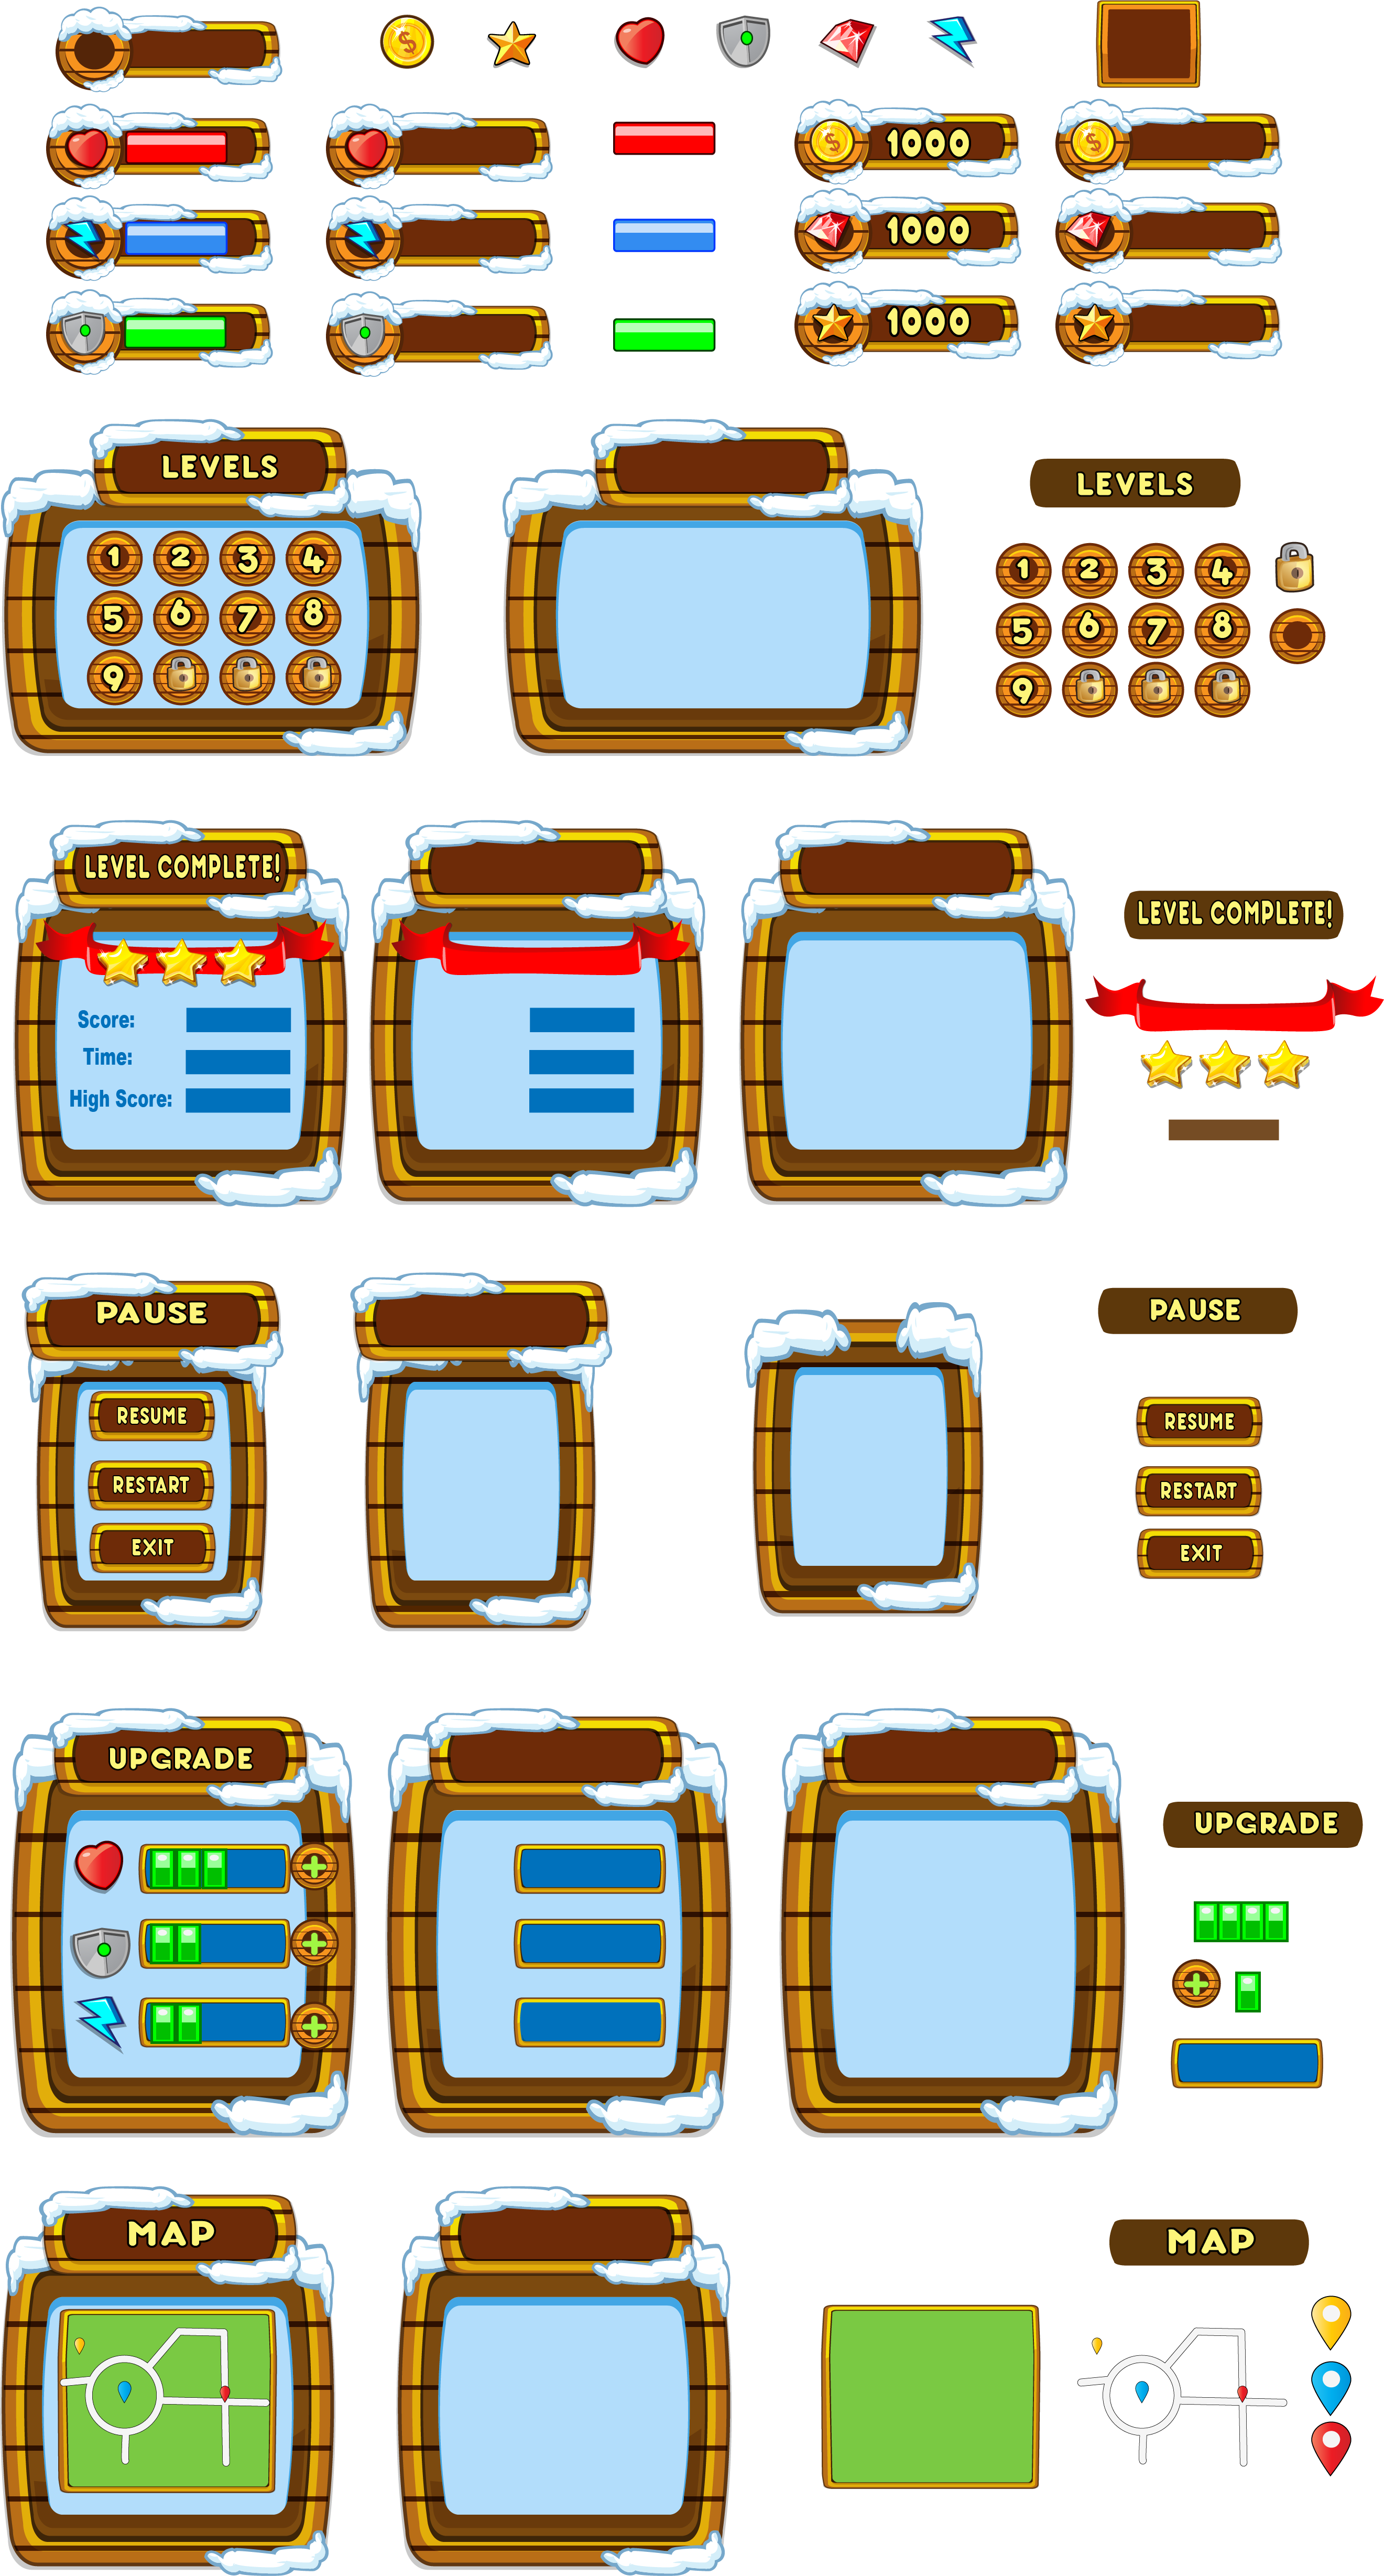 $
$ 1000 $
1000
1000
LEVELS
LEVELS
1 2 3 4
5 6 7 8
9
1 2 3 4
5 6 7 8
9
LEVEL COMPLETE!
LEVEL COMPLETE!
Score:
Time:
High Score:
PAUSE
PAUSE
RESUME
RESTART
EXIT
RESUME
RESTART
EXIT
UPGRADE
UPGRADE
MAP
MAP